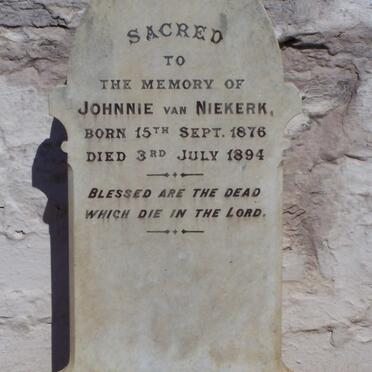 SACRED
TO
THE MEMORY OF
JOHNNIE VAN NIEKERK,
BORN 15TH SEPT. 1876
DIED 3RD JULY 1894
BLESSED ARE THE DEAD
WHICH DIE IN THE LORD.